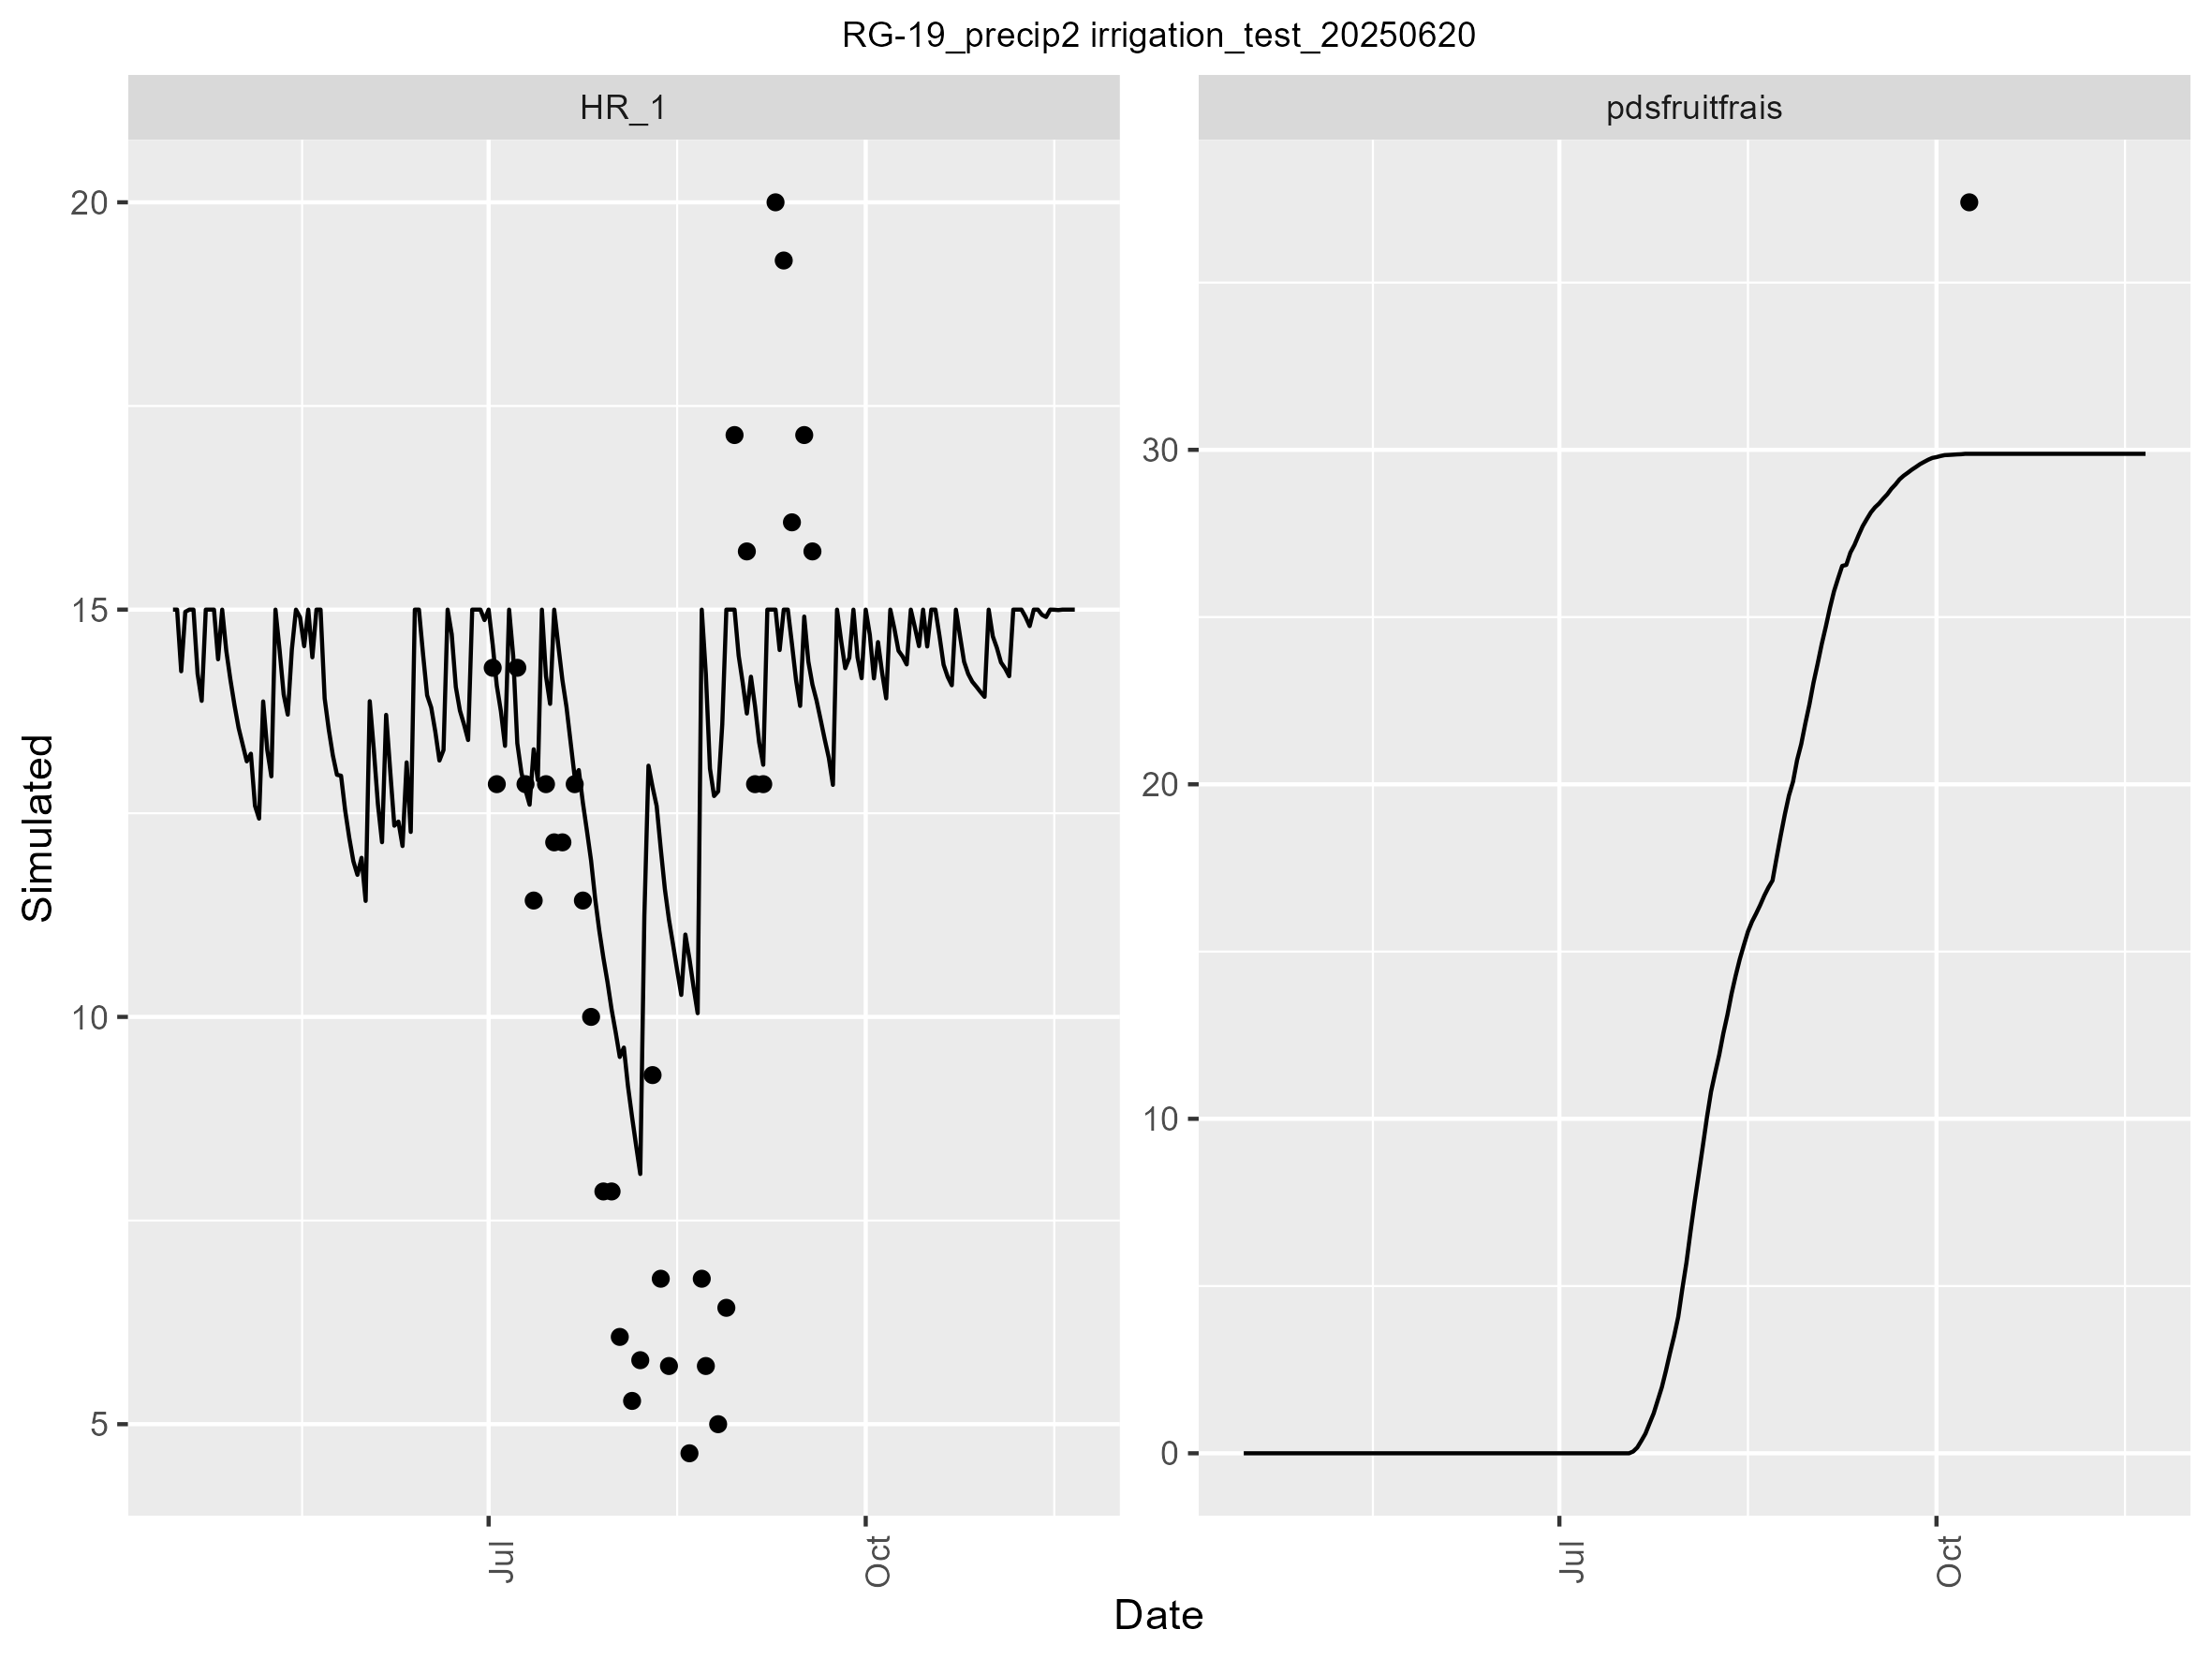 RG-19_precip2 irrigation_test_20250620
HR_1
pdsfruitfrais
Simulated
20
15
10
5
30
20
10
0
Jul
Oct
Jul
Oct
Date